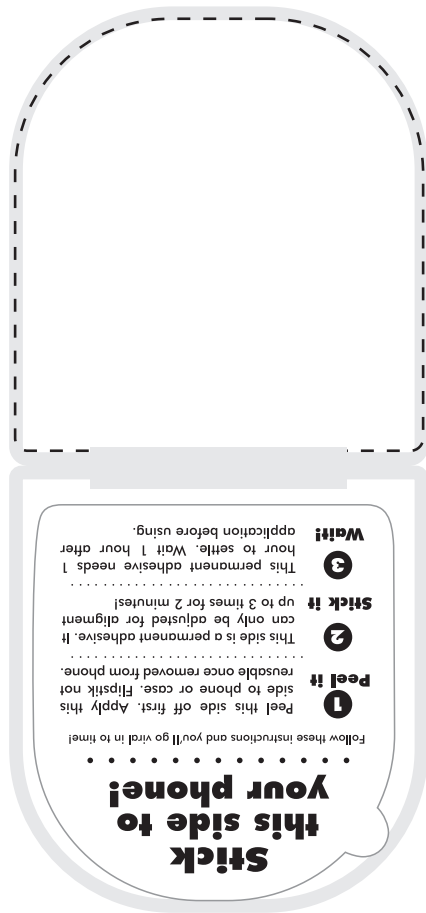 Stick
this side to
your phone!
Follow these instructions and you'll go viral in to time!
1
Peel it
Peel this side off first. Apply this
side to phone or case. Flipstik not
reusable once removed from phone.
2
Stick it
This side is a permanent adhesive. It
can only be adjusted for aligment
up to 3 times for 2 minutes!
3
Wait!
This permanent adhesive needs 1
hour to settle. Wait 1 hour after
application before using.